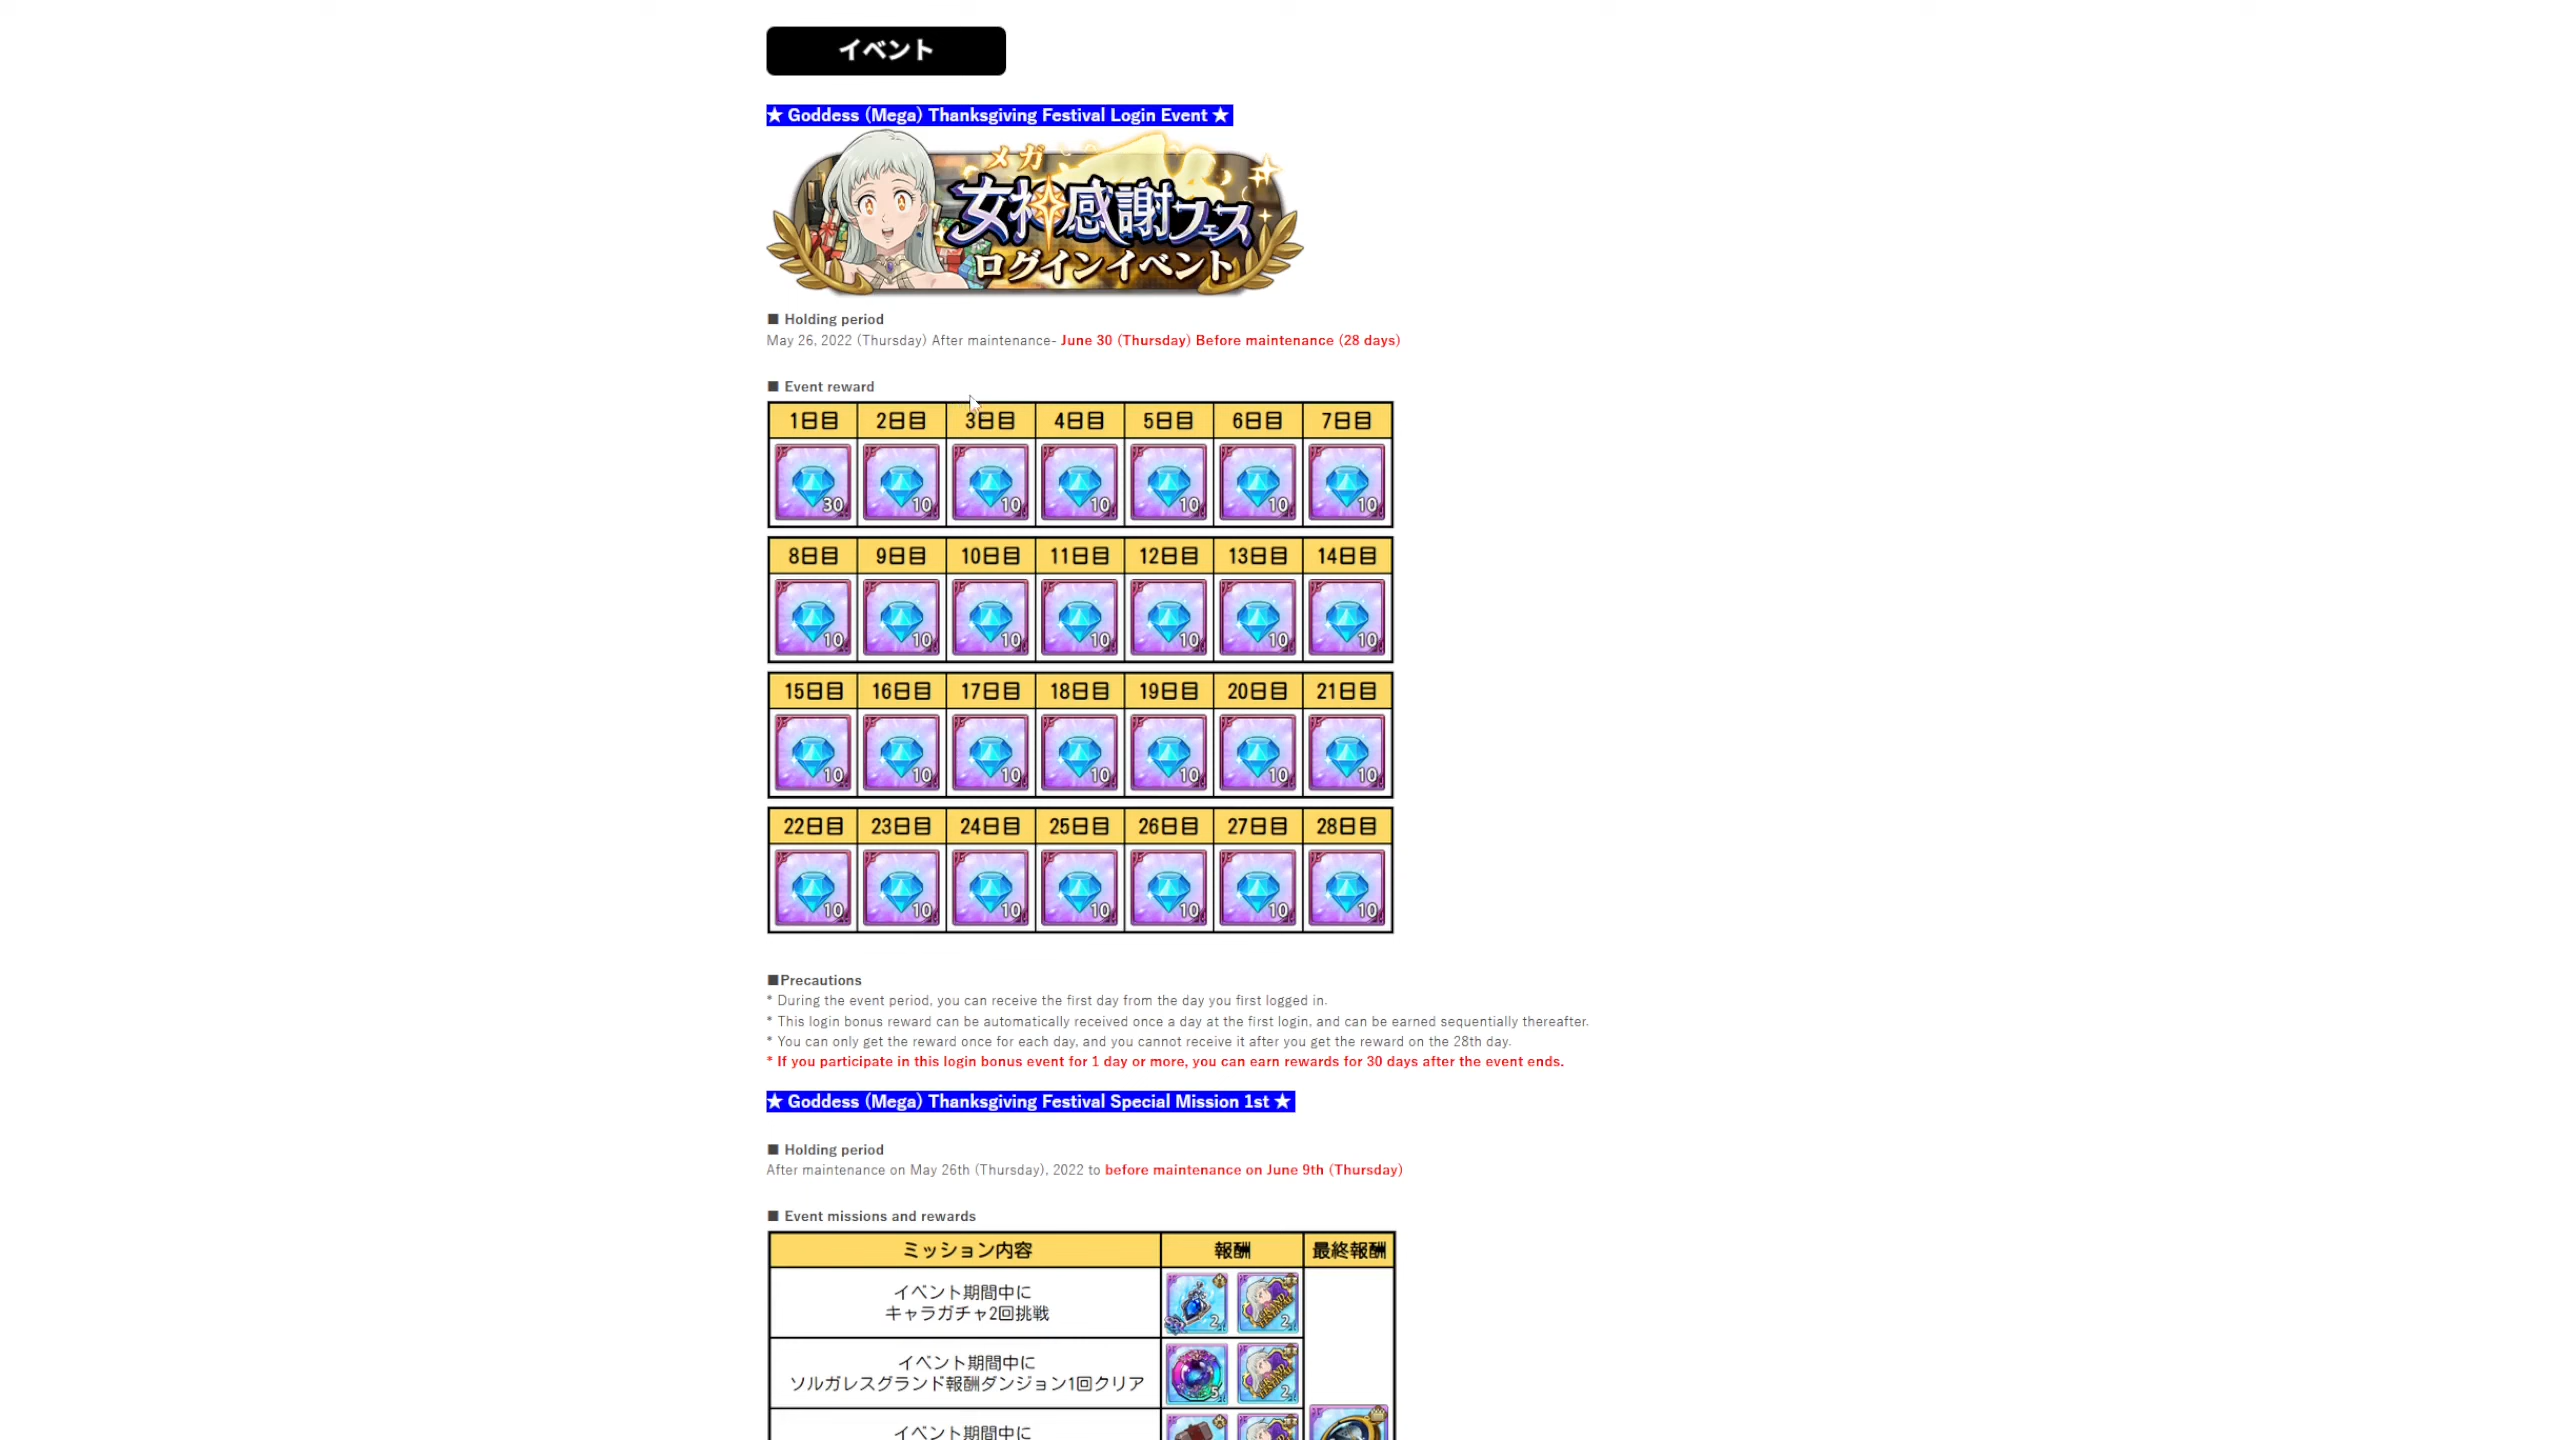 イベント
★ Goddess (Mega) Thanksgiving Festival Login Event ★
メガ
女神感謝フェス
ログインイベント
■ Holding period
May 26, 2022 (Thursday) After maintenance- June 30 (Thursday) Before maintenance (28 days)
■ Event reward
1日目 2日目 3日目 4日目 5日目 6日目 7日目
30 10 10 10 10 10 10
8日目 9日目 10日目 11日目 12日目 13日目 14日目
10 10 10 10 10 10 10
15日目 16日目 17日目 18日目 19日目 20日目 21日目
10 10 10 10 10 10 10
22日目 23日目 24日目 25日目 26日目 27日目 28日目
10 10 10 10 10 10 10
■Precautions
* During the event period, you can receive the first day from the day you first logged in.
* This login bonus reward can be automatically received once a day at the first login, and can be earned sequentially thereafter.
* You can only get the reward once for each day, and you cannot receive it after you get the reward on the 28th day.
* If you participate in this login bonus event for 1 day or more, you can earn rewards for 30 days after the event ends.
★ Goddess (Mega) Thanksgiving Festival Special Mission 1st ★
■ Holding period
After maintenance on May 26th (Thursday), 2022 to before maintenance on June 9th (Thursday)
■ Event missions and rewards
ミッション内容 報酬 最終報酬
イベント期間中に
キャラガチャ2回挑戦
SSR 2 2
イベント期間中に
ソルガレスグランド報酬ダンジョン1回クリア
5 2
イベント期間中に